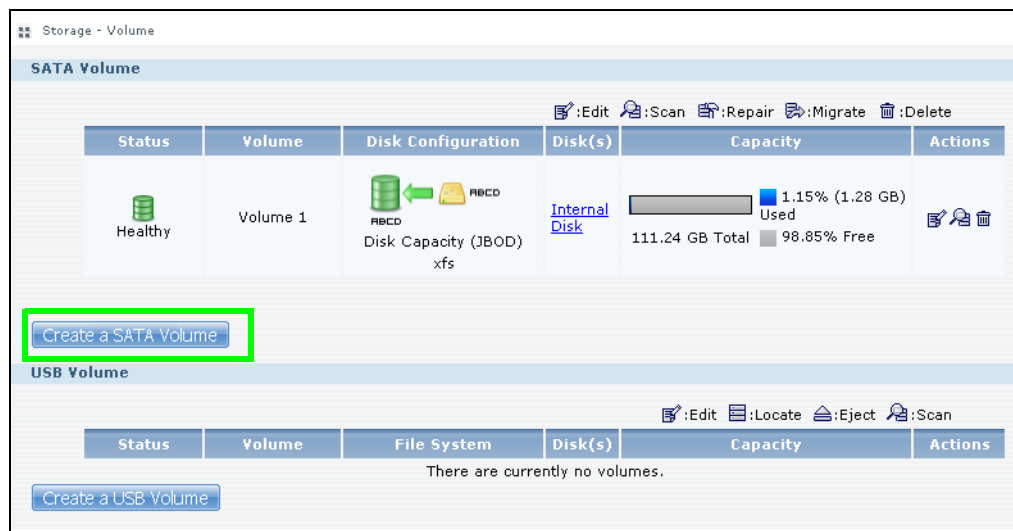 Storage - Volume
SATA Volume
:Edit :Scan :Repair :Migrate :Delete
Status Volume Disk Configuration Disk(s) Capacity Actions
ABCD
ABCD
Healthy
Volume 1
Disk Capacity (JBOD)
xfs
Internal
Disk
1.15% (1.28 GB)
Used
111.24 GB Total 98.85% Free
Create a SATA Volume
USB Volume
:Edit :Locate :Eject :Scan
Status Volume File System Disk(s) Capacity Actions
There are currently no volumes.
Create a USB Volume